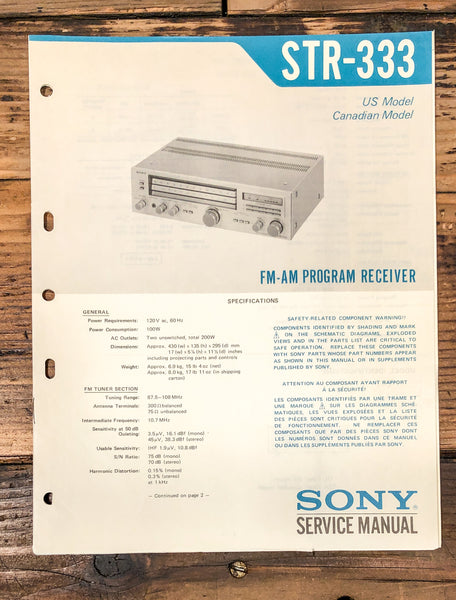 STR-333
US Model
Canadian Model
FM-AM PROGRAM RECEIVER
SPECIFICATIONS
GENERAL
Power Requirements: 120 V ac, 60 Hz
Power Consumption: 100W
AC Outlets: Two unswitched, total 200W
Dimensions: Approx. 430 (w) × 135 (h) × 295 (d) mm
including projecting parts and controls
Weight: Approx. 6.9 kg, 15 lb 4 oz (net)
Approx. 8.0 kg, 17 lb 11 oz (in shipping
carton)
FM TUNER SECTION
Tuning Range: 87.5–108 MHz
Antenna Terminals: 300 Ω balanced
75 Ω unbalanced
Intermediate Frequency: 10.7 MHz
Sensitivity at 50 dB
Quieting: 3.5 μV, 16.1 dBf (mono)
45 μV, 38.3 dBf (stereo)
Usable Sensitivity: IHF 1.9 μV, 10.8 dBf
S/N Ratio: 75 dB (mono)
70 dB (stereo)
Harmonic Distortion: 0.15% (mono)
0.3% (stereo)
at 1 kHz
— Continued on page 2 —
SAFETY-RELATED COMPONENT WARNING!!
COMPONENTS IDENTIFIED BY SHADING AND MARK
⚠ ON THE SCHEMATIC DIAGRAMS, EXPLODED
VIEWS AND IN THE PARTS LIST ARE CRITICAL TO
SAFE OPERATION. REPLACE THESE COMPONENTS
WITH SONY PARTS WHOSE PART NUMBERS APPEAR
AS SHOWN IN THIS MANUAL OR IN SUPPLEMENTS
PUBLISHED BY SONY.
ATTENTION AU COMPOSANT AYANT RAPPORT
À LA SÉCURITÉ!
LES COMPOSANTS IDENTIFIÉS PAR UNE TRAME ET
UNE MARQUE ⚠ SUR LES DIAGRAMMES SCHÉ-
MATIQUES, LES VUES EXPLOSÉES ET LA LISTE
DES PIÈCES SONT CRITIQUES POUR LA SÉCURITÉ
DE FONCTIONNEMENT. NE REMPLACER CES
COMPOSANTS QUE PAR DES PIÈCES SONY DONT
LES NUMÉROS SONT DONNÉS DANS CE MANUEL
OU DANS LES SUPPLÉMENTS PUBLIÉS PAR SONY.
SONY®
SERVICE MANUAL